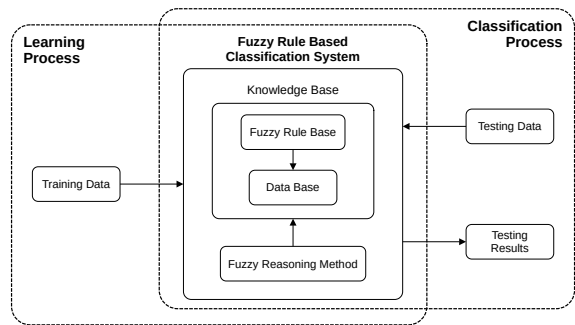 Learning
Process
Fuzzy Rule Based
Classification System
Classification
Process
Knowledge Base
Fuzzy Rule Base
Data Base
Fuzzy Reasoning Method
Training Data
Testing Data
Testing
Results